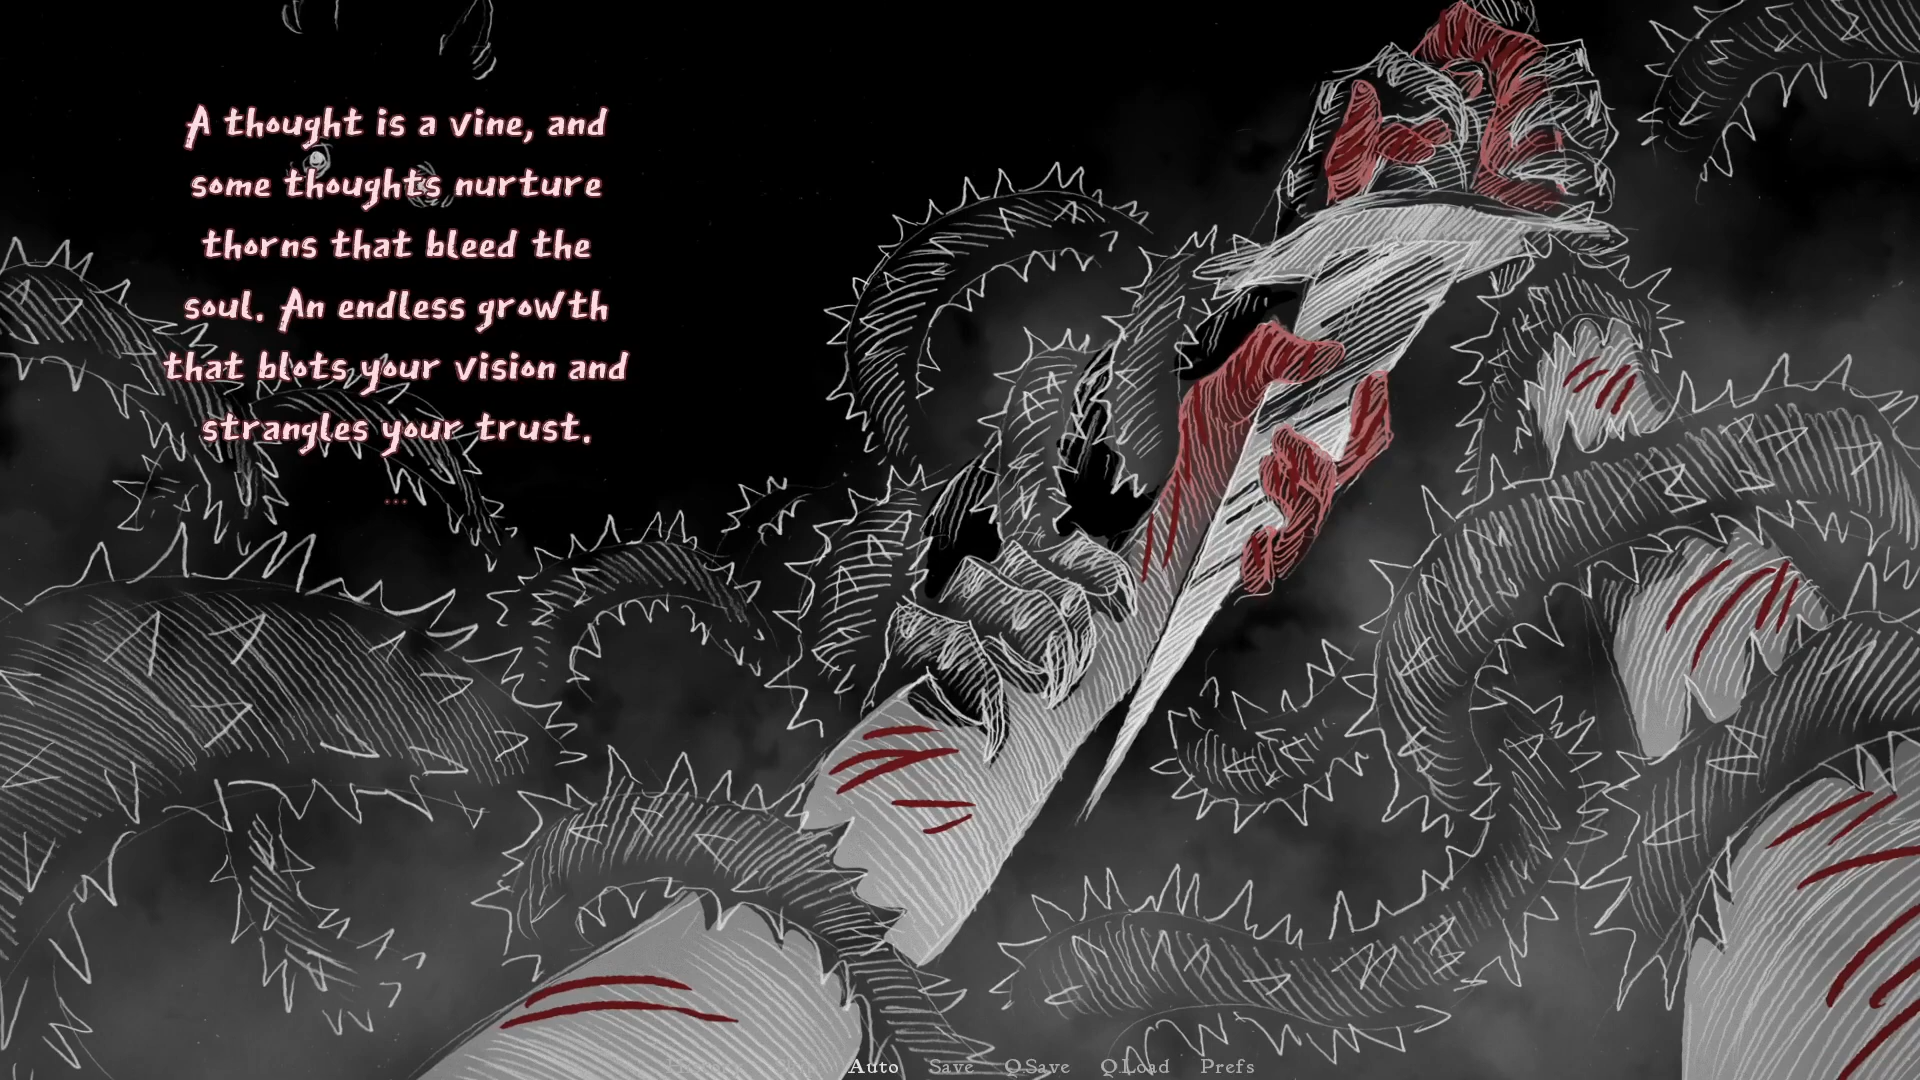 A thought is a vine, and
some thoughts nurture
thorns that bleed the
soul. An endless growth
that blots your vision and
strangles your trust.
...
Auto Save Q.Save Q.Load Prefs